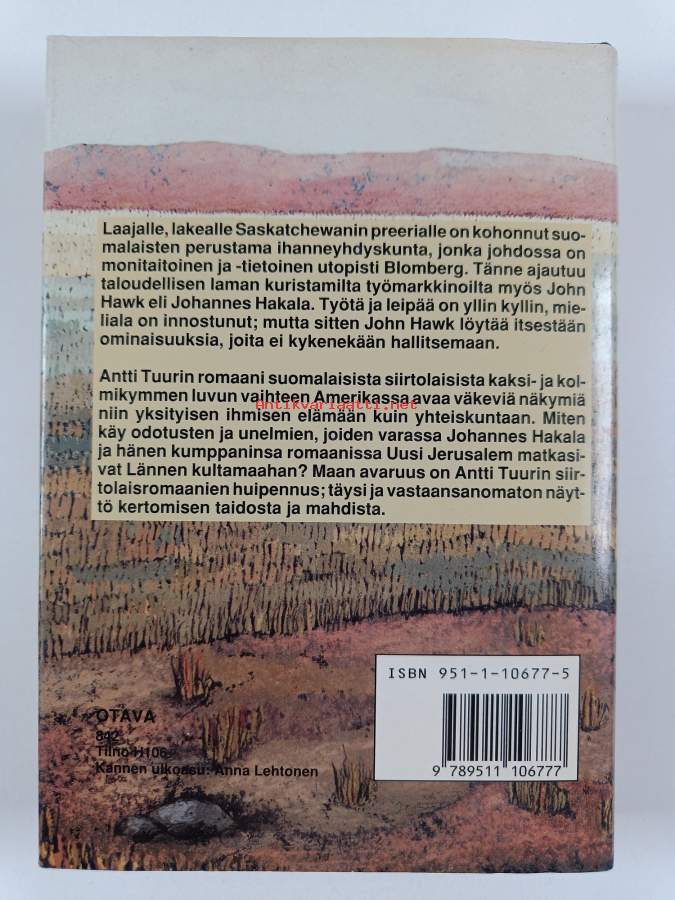 Laajalle, lakealle Saskatchewanin preerialle on kohonnut suo-
malaisten perustama ihanneyhdyskunta, jonka johdossa on
monitaitoinen ja -tietoinen utopisti Blomberg. Tänne ajautuu
taloudellisen laman kuristamilta työmarkkinoilta myös John
Hawk eli Johannes Hakala. Työtä ja leipää on yllin kyllin, mie-
liala on innostunut; mutta sitten John Hawk löytää itsestään
ominaisuuksia, joita ei kykenekään hallitsemaan.
Antti Tuurin romaani suomalaisista siirtolaisista kaksi- ja kol-
mikymmen luvun vaihteen Amerikassa avaa väkeviä näkymiä
Antikvariaatti.net
niin yksityisen ihmisen elämään kuin yhteiskuntaan. Miten
käy odotusten ja unelmien, joiden varassa Johannes Hakala
ja hänen kumppaninsa romaanissa Uusi Jerusalem matkasi-
vat Lännen kultamaahan? Maan avaruus on Antti Tuurin siir-
tolaisromaanien huipennus; täysi ja vastaansanomaton näyt-
tö kertomisen taidosta ja mahdista.
ISBN 951-1-10677-5
OTAVA
842
Tilno H106
Kannen ulkoasu: Anna Lehtonen
9 789511 106777